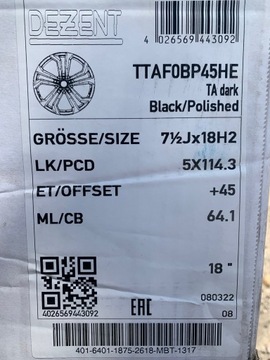 DEZENT
4 026569 443092
TTAF0BP45HE
TA dark
Black/Polished
GRÖSSE/SIZE 7½Jx18H2
LK/PCD 5X114.3
ET/OFFSET +45
ML/CB 64.1
18 "
4026569443092
EAC
080322
08
401-6401-1875-2618-MBT-1317